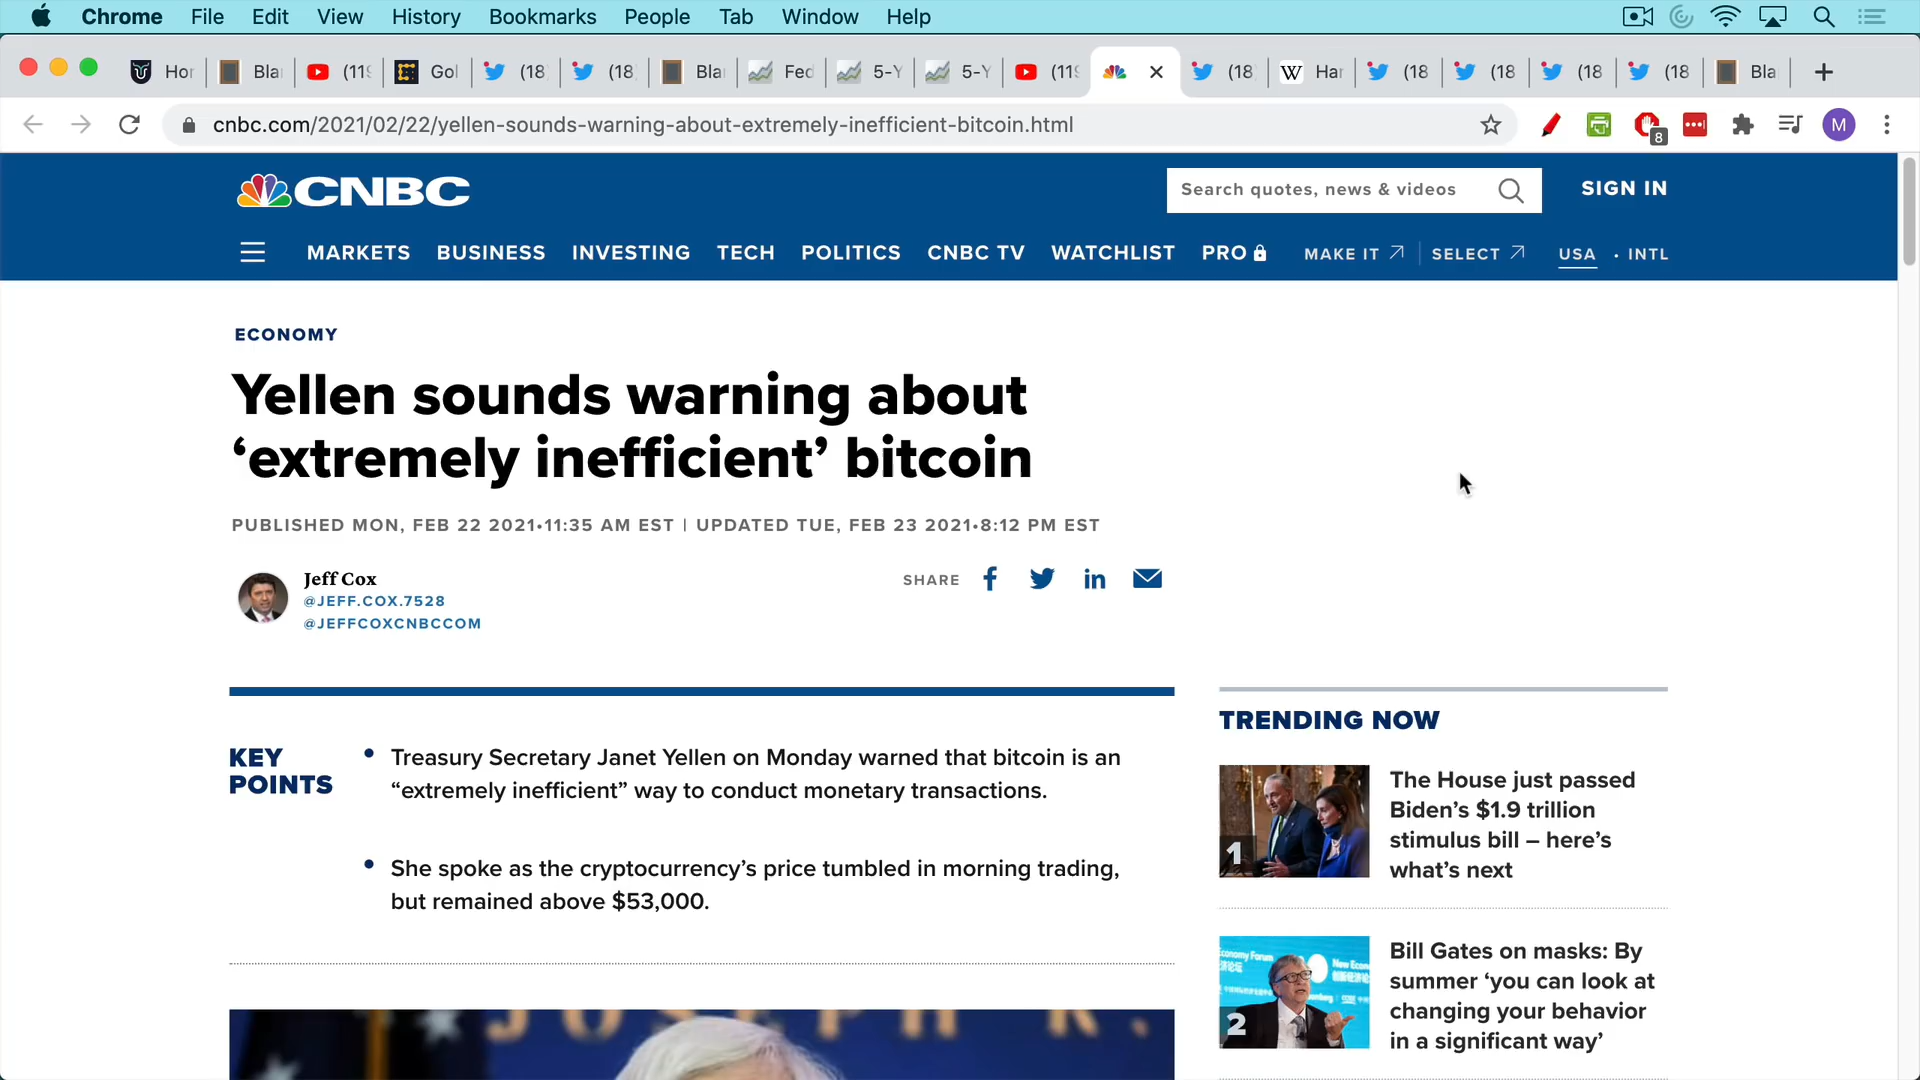 Chrome File Edit View History Bookmarks People Tab Window Help
Hor Bla (119 Gol (18 (18 Bla Fed 5-Y 5-Y (119 (18 W Har (18 (18 (18 (18 Bla
cnbc.com/2021/02/22/yellen-sounds-warning-about-extremely-inefficient-bitcoin.html
8
M
CNBC
Search quotes, news & videos
SIGN IN
MARKETS BUSINESS INVESTING TECH POLITICS CNBC TV WATCHLIST PRO MAKE IT SELECT USA • INTL
ECONOMY
Yellen sounds warning about
‘extremely inefficient’ bitcoin
PUBLISHED MON, FEB 22 2021•11:35 AM EST | UPDATED TUE, FEB 23 2021•8:12 PM EST
Jeff Cox
@JEFF.COX.7528
@JEFFCOXCNBCCOM
SHARE
KEY
POINTS
• Treasury Secretary Janet Yellen on Monday warned that bitcoin is an
“extremely inefficient” way to conduct monetary transactions.
• She spoke as the cryptocurrency’s price tumbled in morning trading,
but remained above $53,000.
JOSEPH R.
TRENDING NOW
1
The House just passed
Biden’s $1.9 trillion
stimulus bill – here’s
what’s next
2
Bill Gates on masks: By
summer ‘you can look at
changing your behavior
in a significant way’